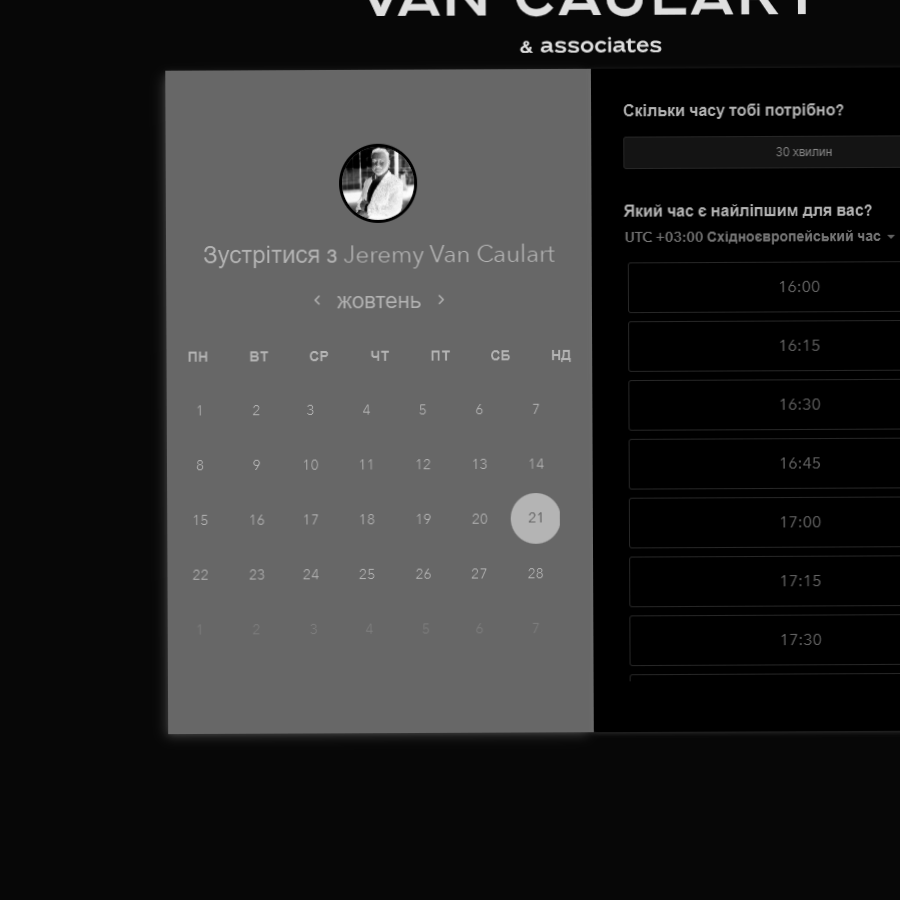 VAN CAULART
& associates
Зустрітися з Jeremy Van Caulart
жовтень
ПН ВТ СР ЧТ ПТ СБ НД
1 2 3 4 5 6 7
8 9 10 11 12 13 14
15 16 17 18 19 20 21
22 23 24 25 26 27 28
1 2 3 4 5 6 7
Скільки часу тобі потрібно?
30 хвилин
Який час є найліпшим для вас?
UTC +03:00 Східноєвропейський час
16:00
16:15
16:30
16:45
17:00
17:15
17:30